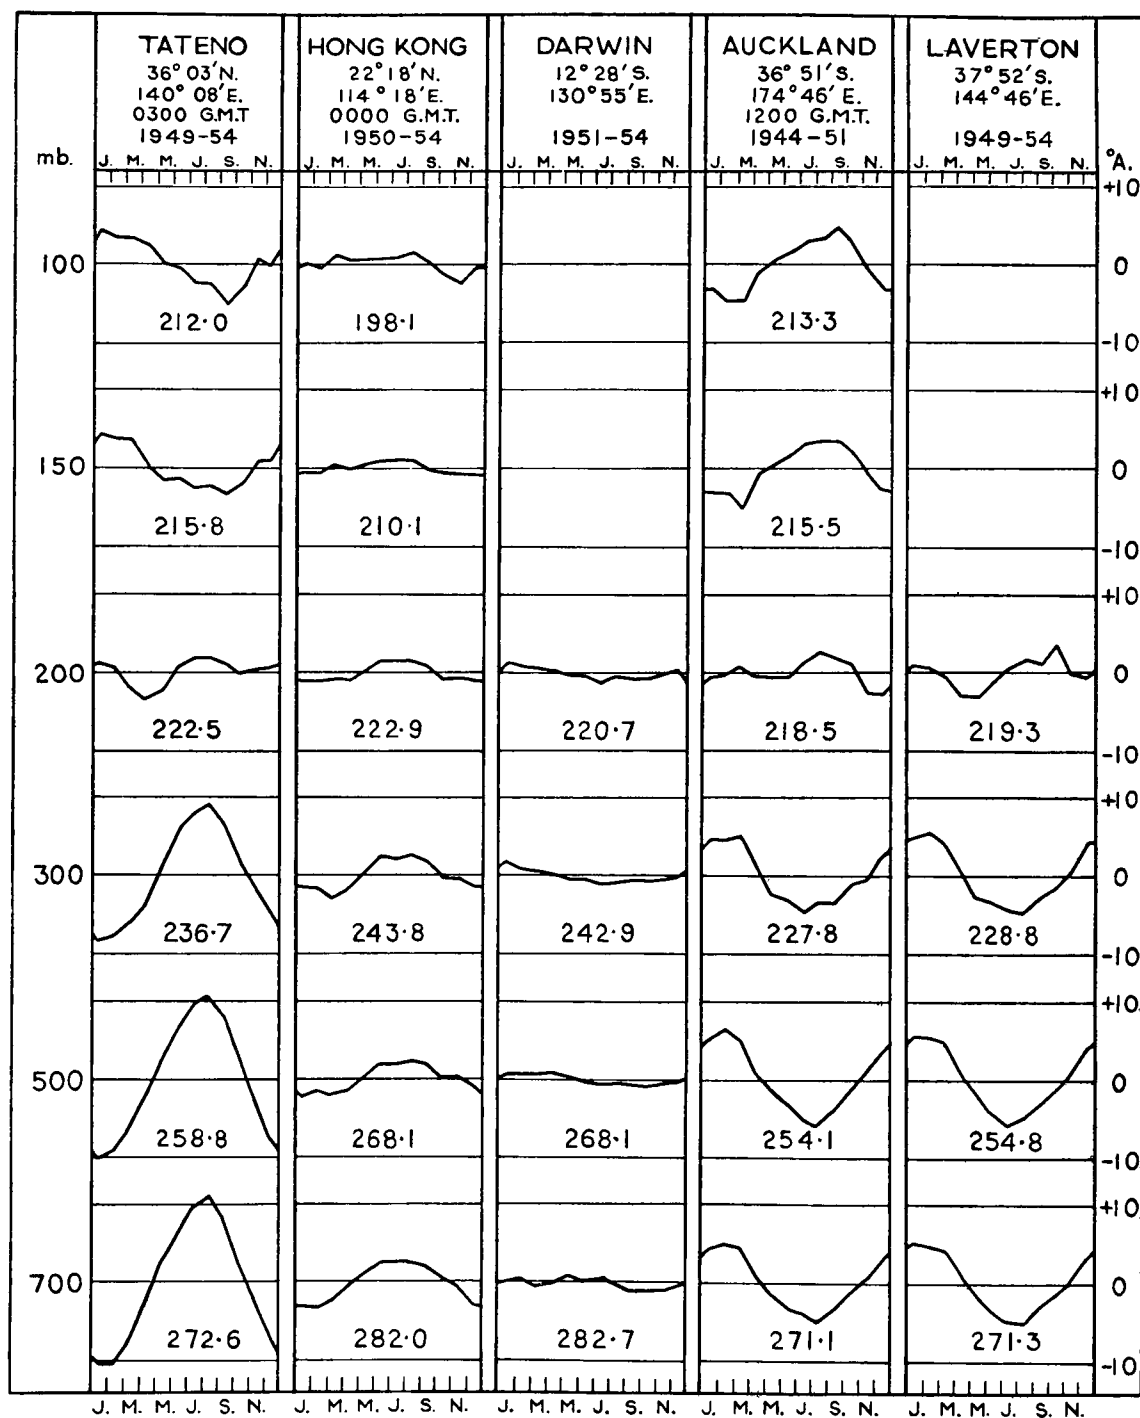 TATENO HONG KONG DARWIN AUCKLAND LAVERTON
36° 03′N. 22° 18′N. 12° 28′S. 36° 51′S. 37° 52′S.
140° 08′E. 114° 18′E. 130° 55′E. 174° 46′E. 144° 46′E.
0300 G.M.T 0000 G.M.T. 1200 G.M.T.
1949-54 1950-54 1951-54 1944-51 1949-54
mb. J. M. M. J. S. N. J. M. M. J. S. N. J. M. M. J. S. N. J. M. M. J. S. N. J. M. M. J. S. N. °A.
+10
100 0
212·0 198·1 213·3
-10
+10
150 0
215·8 210·1 215·5
-10
+10
200 0
222.5 222·9 220·7 218·5 219·3
-10
+10
300 0
236·7 243·8 242·9 227·8 228·8
-10
+10.
500 0
258·8 268·1 268·1 254·1 254·8
-10
+10
700 0
272·6 282·0 282·7 271·1 271·3
-10
J. M. M. J. S. N. J. M. M. J. S. N. J. M. M. J. S. N. J. M. M. J. S. N. J. M. M. J. S. N.